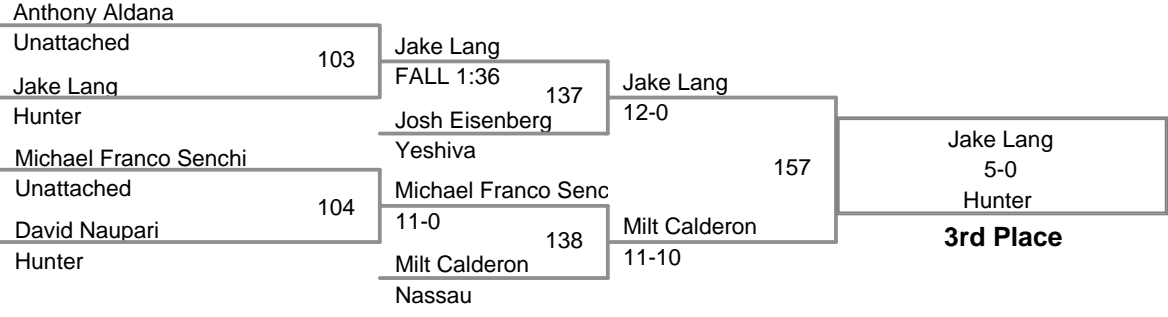 Anthony Aldana
Unattached
103
Jake Lang
Hunter
Michael Franco Senchi
Unattached
104
David Naupari
Hunter
Jake Lang
FALL 1:36
137
Josh Eisenberg
Yeshiva
Michael Franco Senc
11-0
138
Milt Calderon
Nassau
Jake Lang
12-0
157
Milt Calderon
11-10
Jake Lang
5-0
Hunter
3rd Place